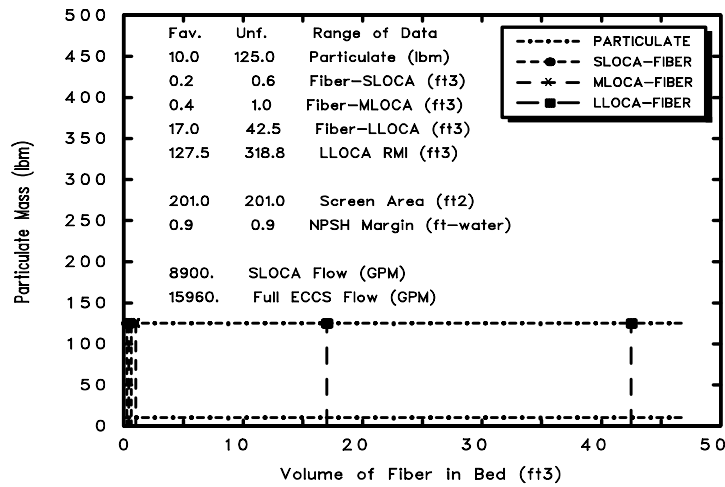 500
450
400
350
300
250
200
150
100
50
0
Particulate Mass (lbm)
Fav. Unf. Range of Data
10.0 125.0 Particulate (lbm)
0.2 0.6 Fiber-SLOCA (ft3)
0.4 1.0 Fiber-MLOCA (ft3)
17.0 42.5 Fiber-LLOCA (ft3)
127.5 318.8 LLOCA RMI (ft3)
201.0 201.0 Screen Area (ft2)
0.9 0.9 NPSH Margin (ft-water)
8900. SLOCA Flow (GPM)
15960. Full ECCS Flow (GPM)
PARTICULATE
SLOCA-FIBER
MLOCA-FIBER
LLOCA-FIBER
0 10 20 30 40 50
Volume of Fiber in Bed (ft3)